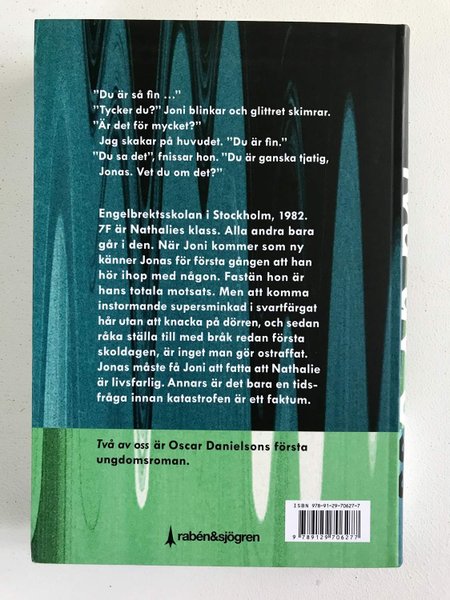 ”Du är så fin …”
”Tycker du?” Joni blinkar och glittret skimrar.
”Är det för mycket?”
Jag skakar på huvudet. ”Du är fin.”
”Du sa det”, fnissar hon. ”Du är ganska tjatig,
Jonas. Vet du om det?”
Engelbrektsskolan i Stockholm, 1982.
7F är Nathalies klass. Alla andra bara
går i den. När Joni kommer som ny
känner Jonas för första gången att han
hör ihop med någon. Fastän hon är
hans totala motsats. Men att komma
instormande supersminkad i svartfärgat
hår utan att knacka på dörren, och sedan
råka ställa till med bråk redan första
skoldagen, är inget man gör ostraffat.
Jonas måste få Joni att fatta att Nathalie
är livsfarlig. Annars är det bara en tids-
fråga innan katastrofen är ett faktum.
Två av oss är Oscar Danielsons första
ungdomsroman.
rabén&sjögren
ISBN 978-91-29-70627-7
9 789129 706277